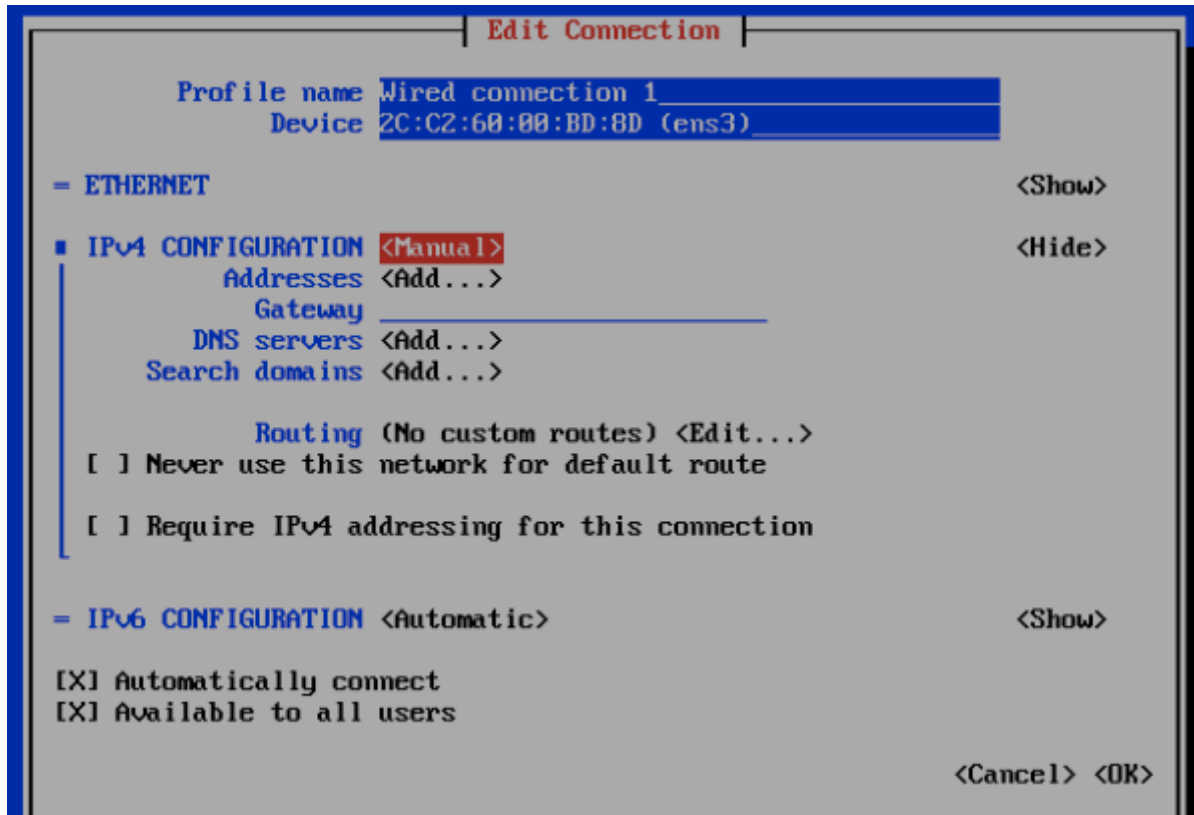 Edit Connection
Profile name Wired connection 1
Device 2C:C2:60:00:BD:8D (ens3)
= ETHERNET <Show>
IPv4 CONFIGURATION <Manual> <Hide>
Addresses <Add...>
Gateway
DNS servers <Add...>
Search domains <Add...>
Routing (No custom routes) <Edit...>
[ ] Never use this network for default route
[ ] Require IPv4 addressing for this connection
= IPv6 CONFIGURATION <Automatic> <Show>
[X] Automatically connect
[X] Available to all users
<Cancel> <OK>